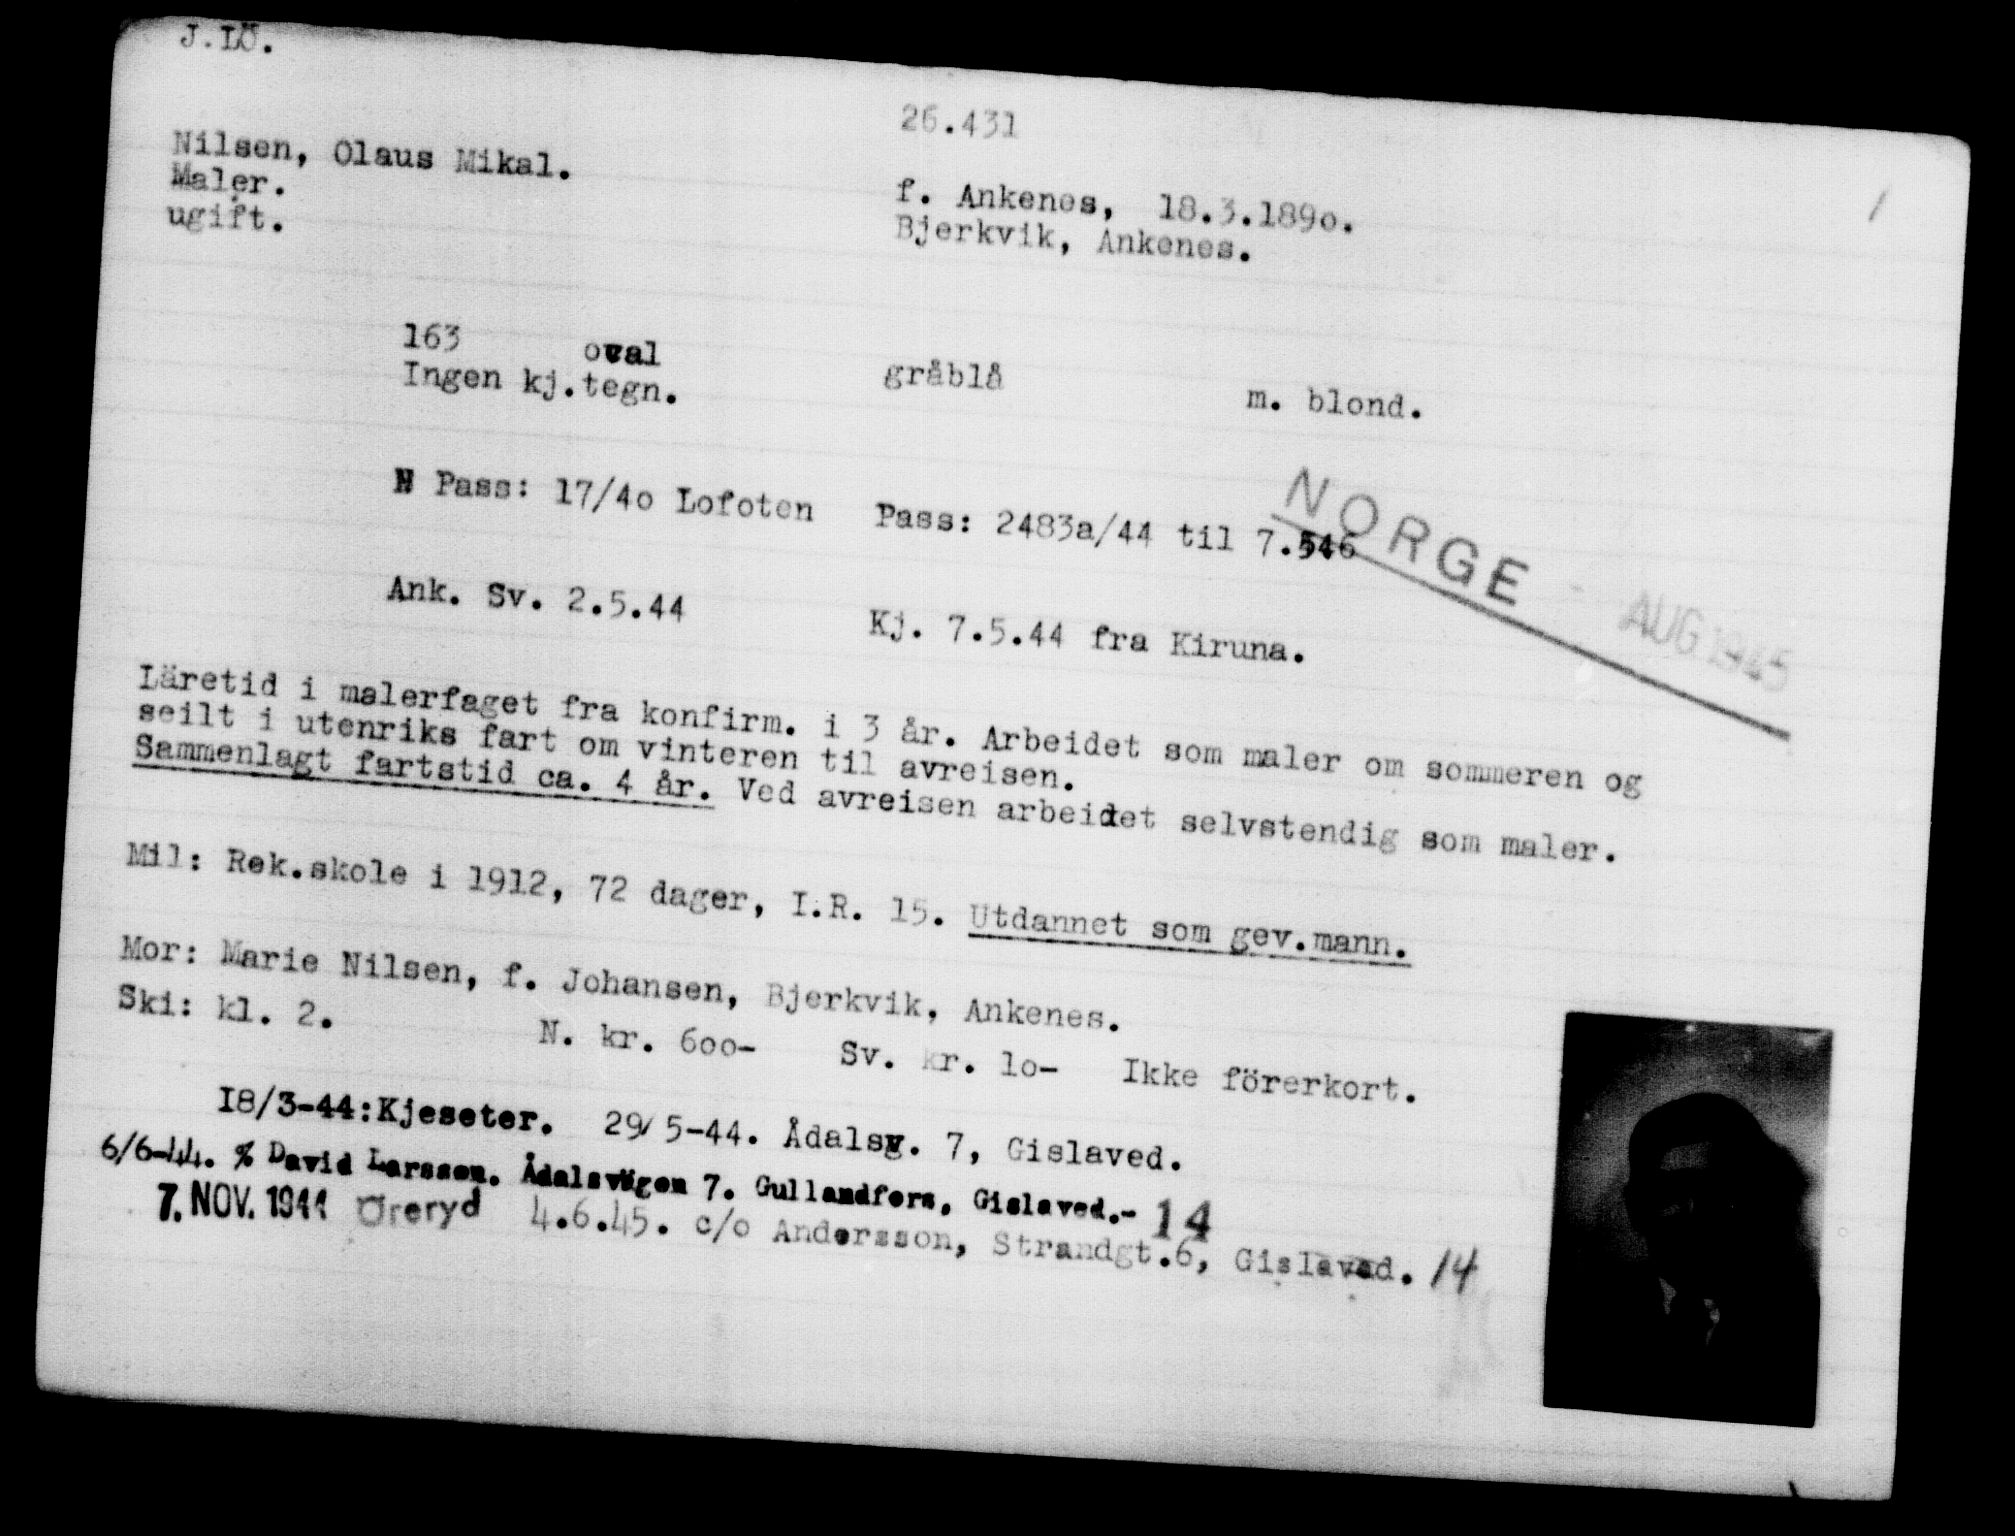 J.LÖ.
26.431
1
Nilsen, Olaus Mikal.
Maler.
ugift.
f. Ankenes, 18.3.189o.
Bjerkvik, Ankenes.
163 oval gråblå m. blond.
Ingen kj.tegn.
N Pass: 17/4o Lofoten Pass: 2483a/44 til 7.546
NORGE - AUG 1945
Ank. Sv. 2.5.44 Kj. 7.5.44 fra Kiruna.
Läretid i malerfaget fra konfirm. i 3 år. Arbeidet som maler om sommeren og
seilt i utenriks fart om vinteren til avreisen.
Sammenlagt fartstid ca. 4 år. Ved avreisen arbeidet selvstendig som maler.
Mil: Rek.skole i 1912, 72 dager, I.R. 15. Utdannet som gev.mann.
Mor: Marie Nilsen, f. Johansen, Bjerkvik, Ankenes.
Ski: kl. 2. N. kr. 6oo- Sv. kr. lo- Ikke förerkort.
I8/3-44:Kjeseter. 29/5-44. Ådalsv. 7, Gislaved.
6/6-44. % David Larsson. Ådalsvägen 7. Gullandfors, Gislaved.- 14
7. NOV. 1944 Öreryd 4.6.45. c/o Andersson, Strandgt.6, Gislaved. 14